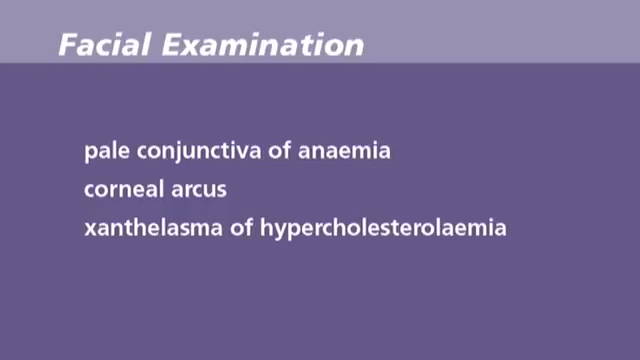 Facial Examination
pale conjunctiva of anaemia
corneal arcus
xanthelasma of hypercholesterolaemia